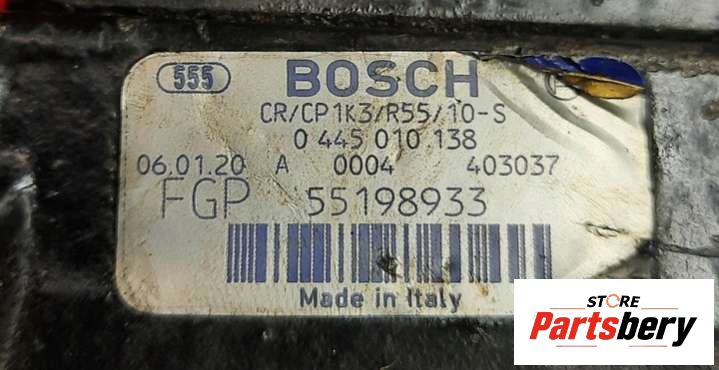 555 BOSCH
CR/CP1K3/R55/10-S
0 445 010 138
06.01.20 A 0004 403037
FGP 55198933
Made in Italy
STORE
Partsbery